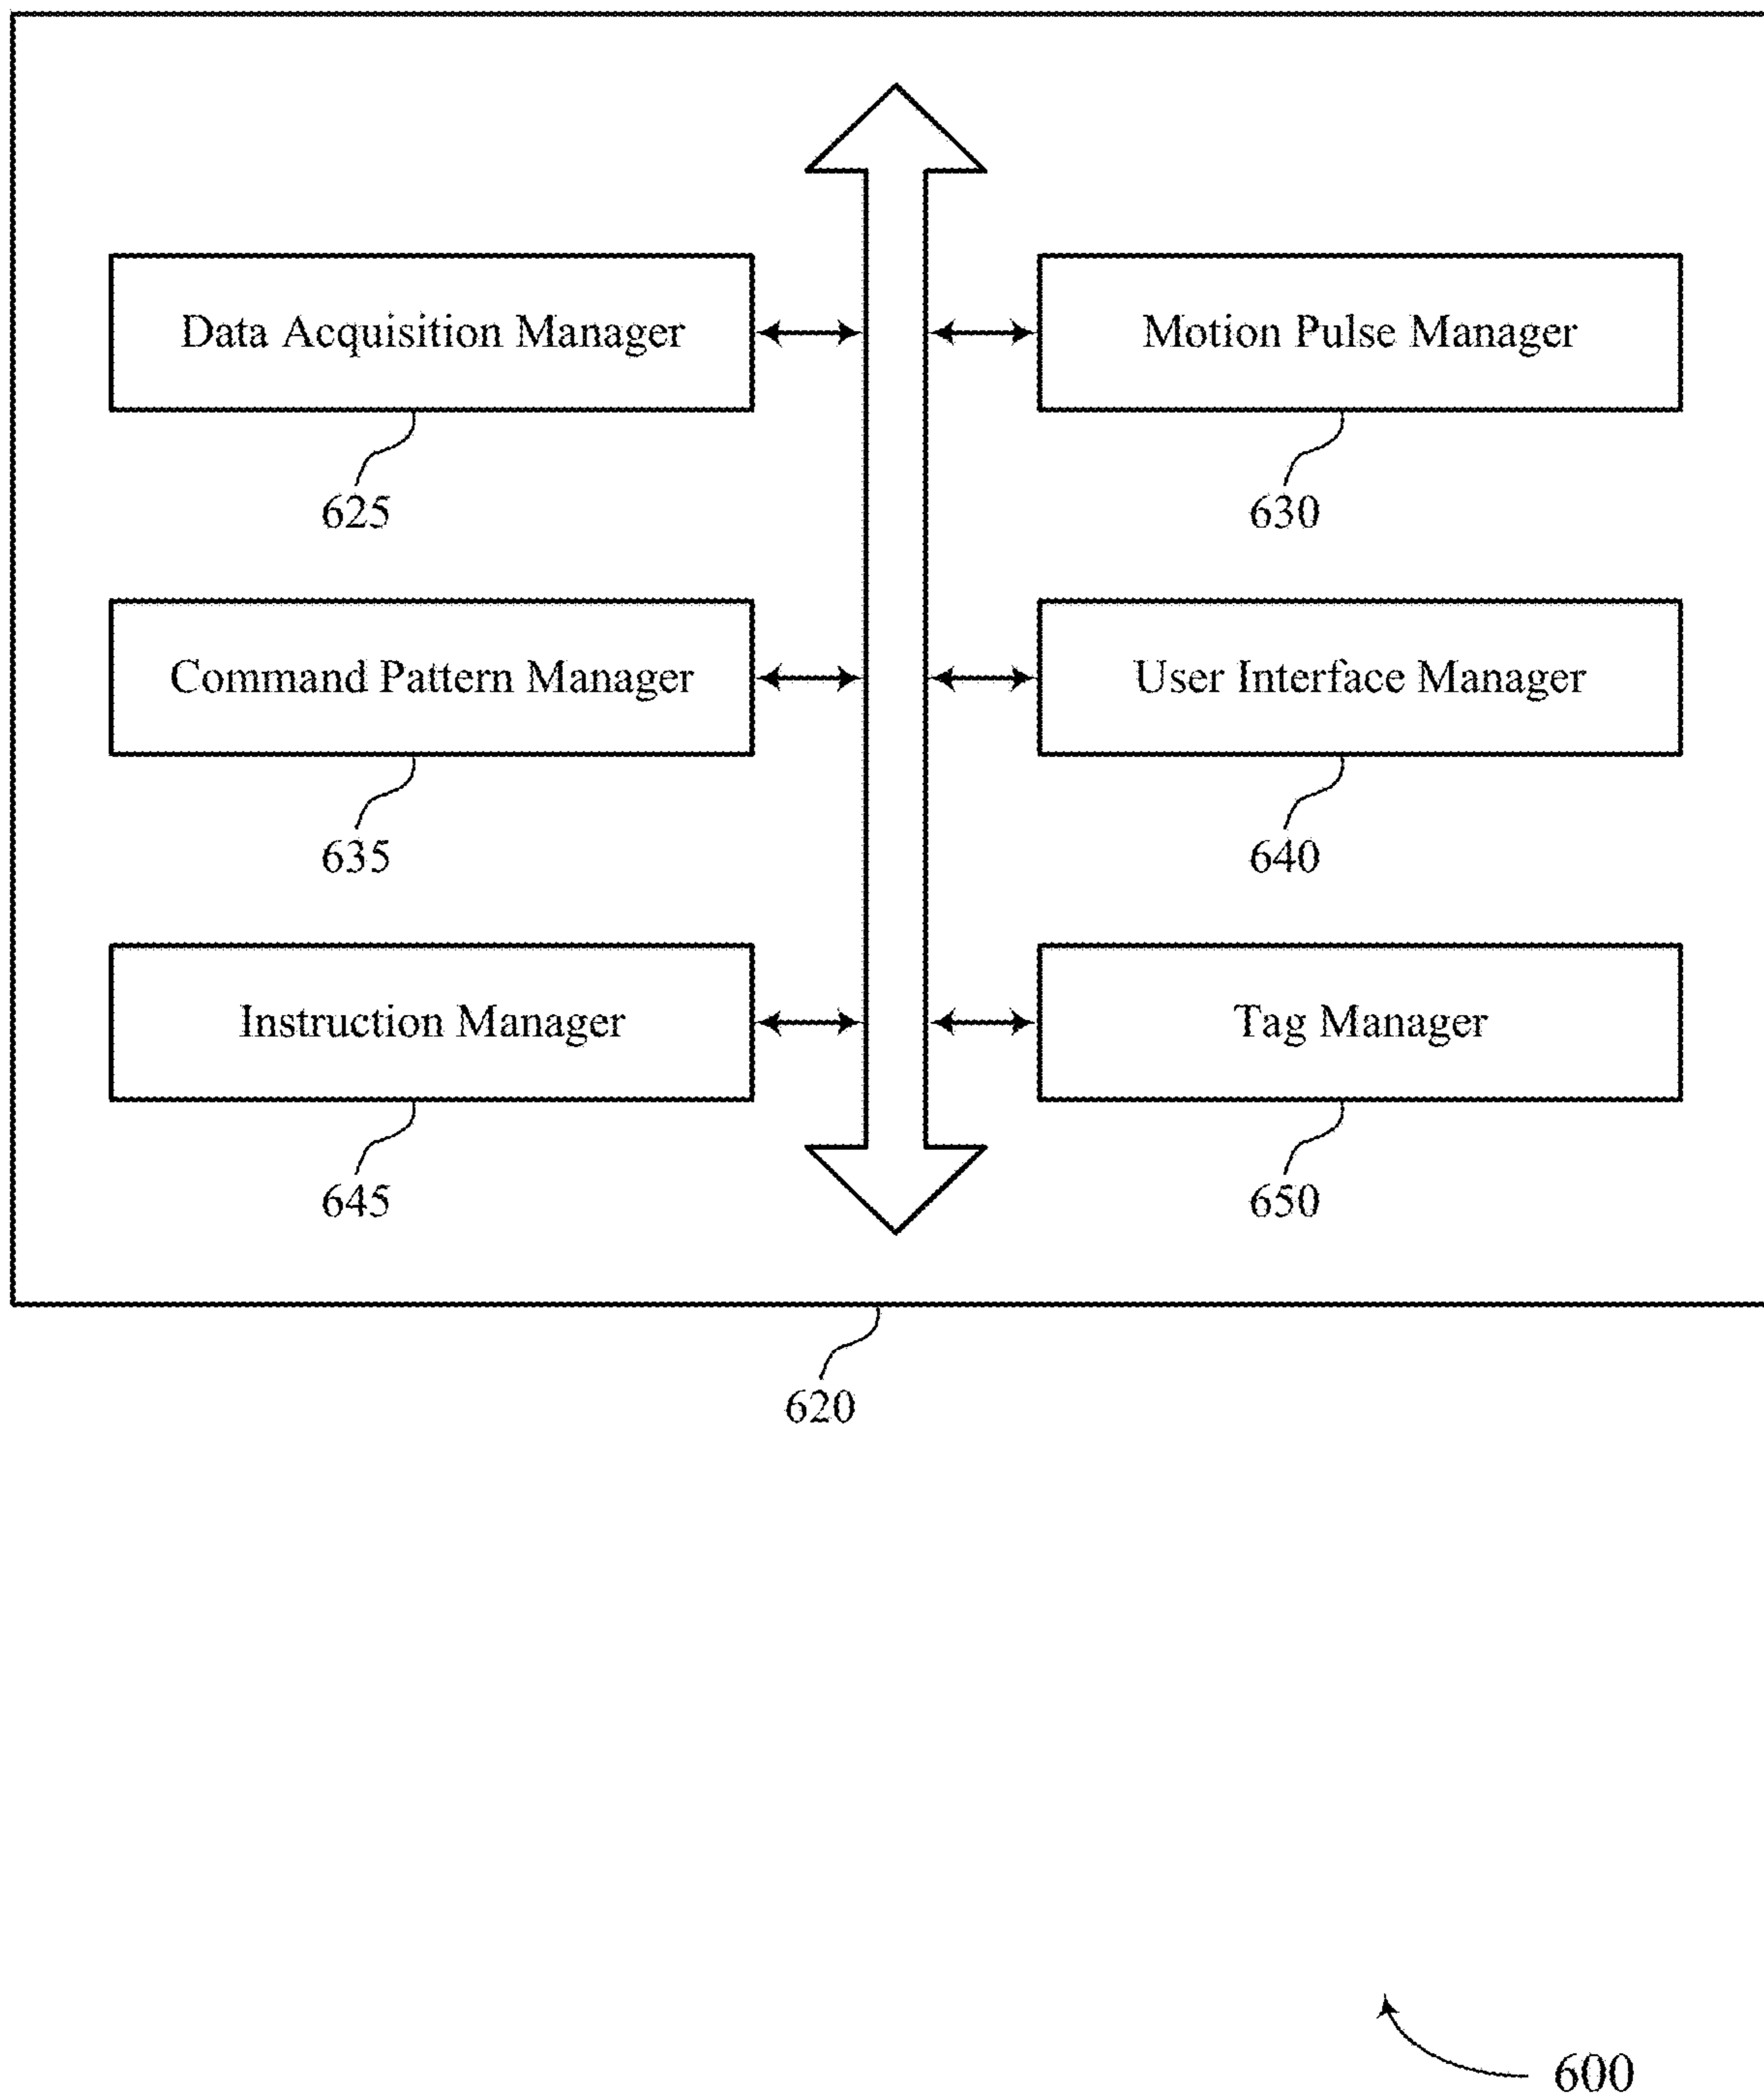 Data Acquisition Manager
Motion Pulse Manager
625
630
Command Pattern Manager
User Interface Manager
635
640
Instruction Manager
Tag Manager
645
650
620
600